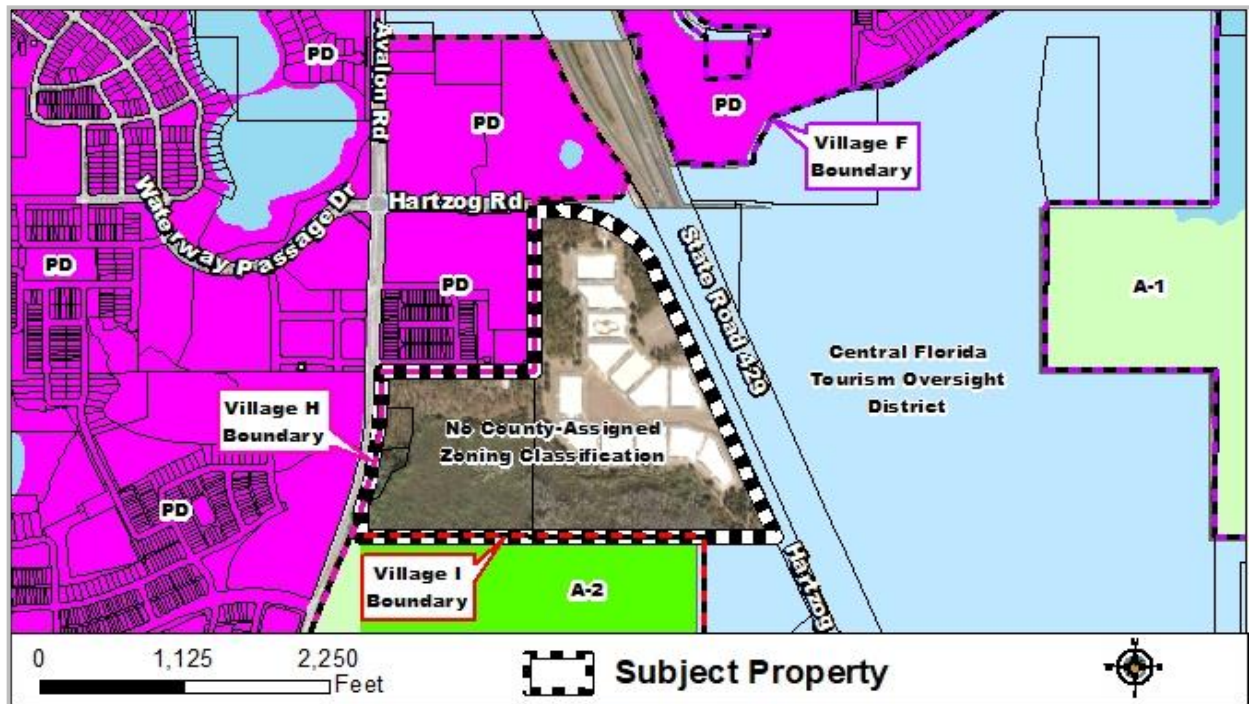 PD
Avalon Rd
PD
PD
Village F
Boundary
Waterway Passage Dr
Hartzog Rd
State Road 429
PD
PD
A-1
Central Florida
Tourism Oversight
District
Village H
Boundary
No County-Assigned
Zoning Classification
PD
Village I
Boundary
A-2
Hartzog
0 1,125 2,250
Feet
Subject Property